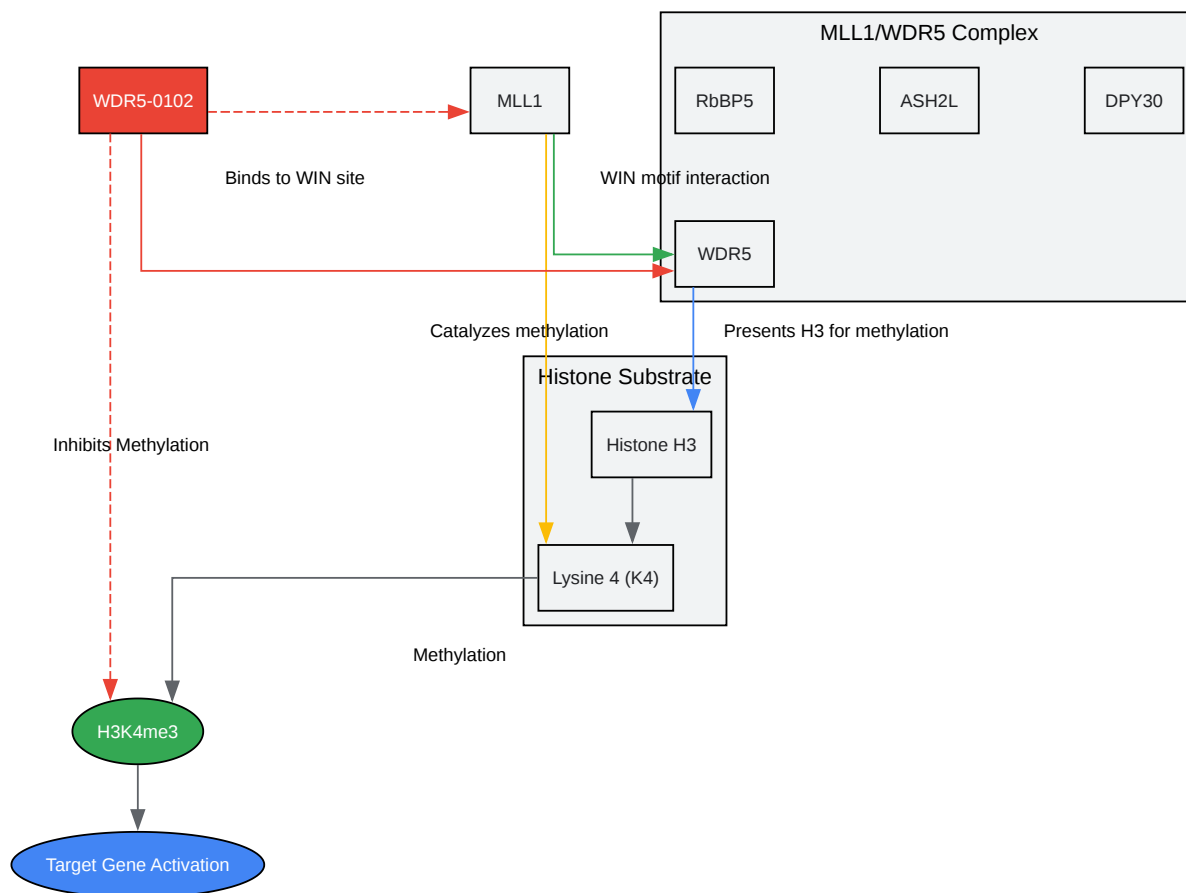 MLL1/WDR5 Complex
WDR5-0102
MLL1
RbBP5
ASH2L
DPY30
Binds to WIN site
WIN motif interaction
WDR5
Catalyzes methylation
Presents H3 for methylation
Histone Substrate
Histone H3
Inhibits Methylation
Lysine 4 (K4)
Methylation
H3K4me3
Target Gene Activation